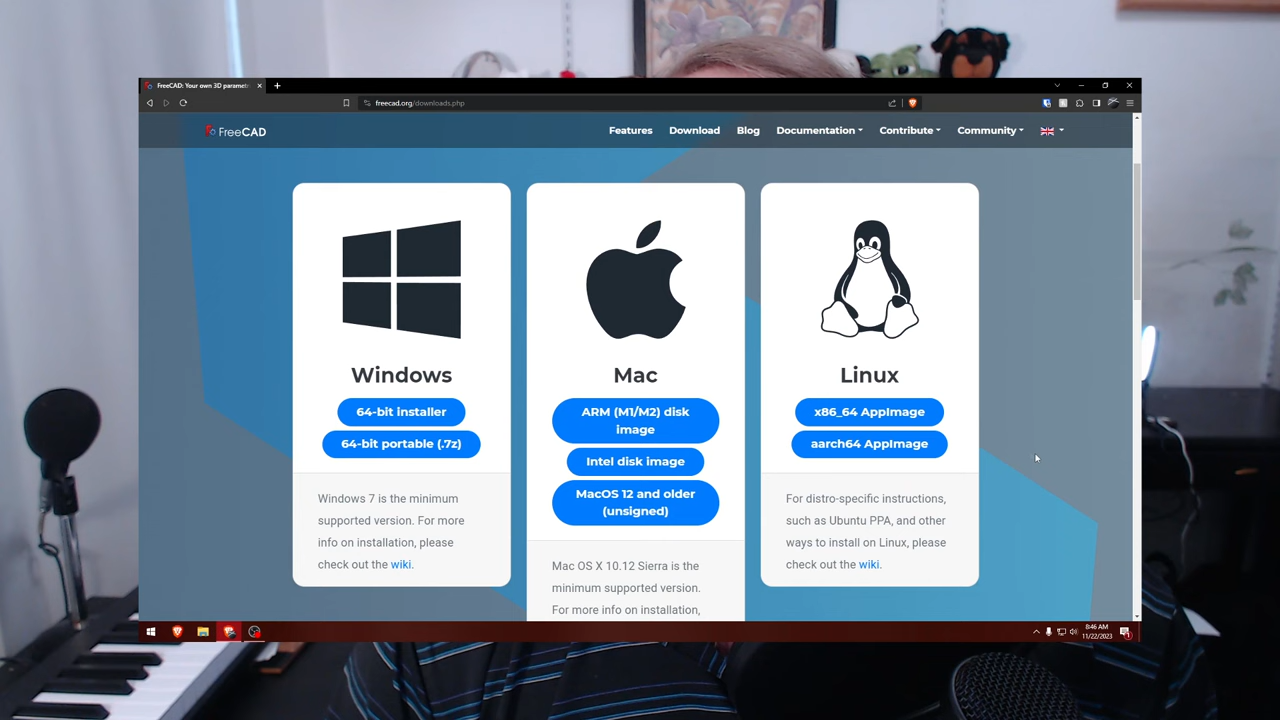 FreeCAD: Your own 3D parametr
freecad.org/downloads.php
FreeCAD
Features
Download
Blog
Documentation
Contribute
Community
Windows
64-bit installer
64-bit portable (.7z)
Windows 7 is the minimum
supported version. For more
info on installation, please
check out the wiki.
Mac
ARM (M1/M2) disk
image
Intel disk image
MacOS 12 and older
(unsigned)
Mac OS X 10.12 Sierra is the
minimum supported version.
For more info on installation,
Linux
x86_64 AppImage
aarch64 AppImage
For distro-specific instructions,
such as Ubuntu PPA, and other
ways to install on Linux, please
check out the wiki.
8:46 AM
11/22/2023